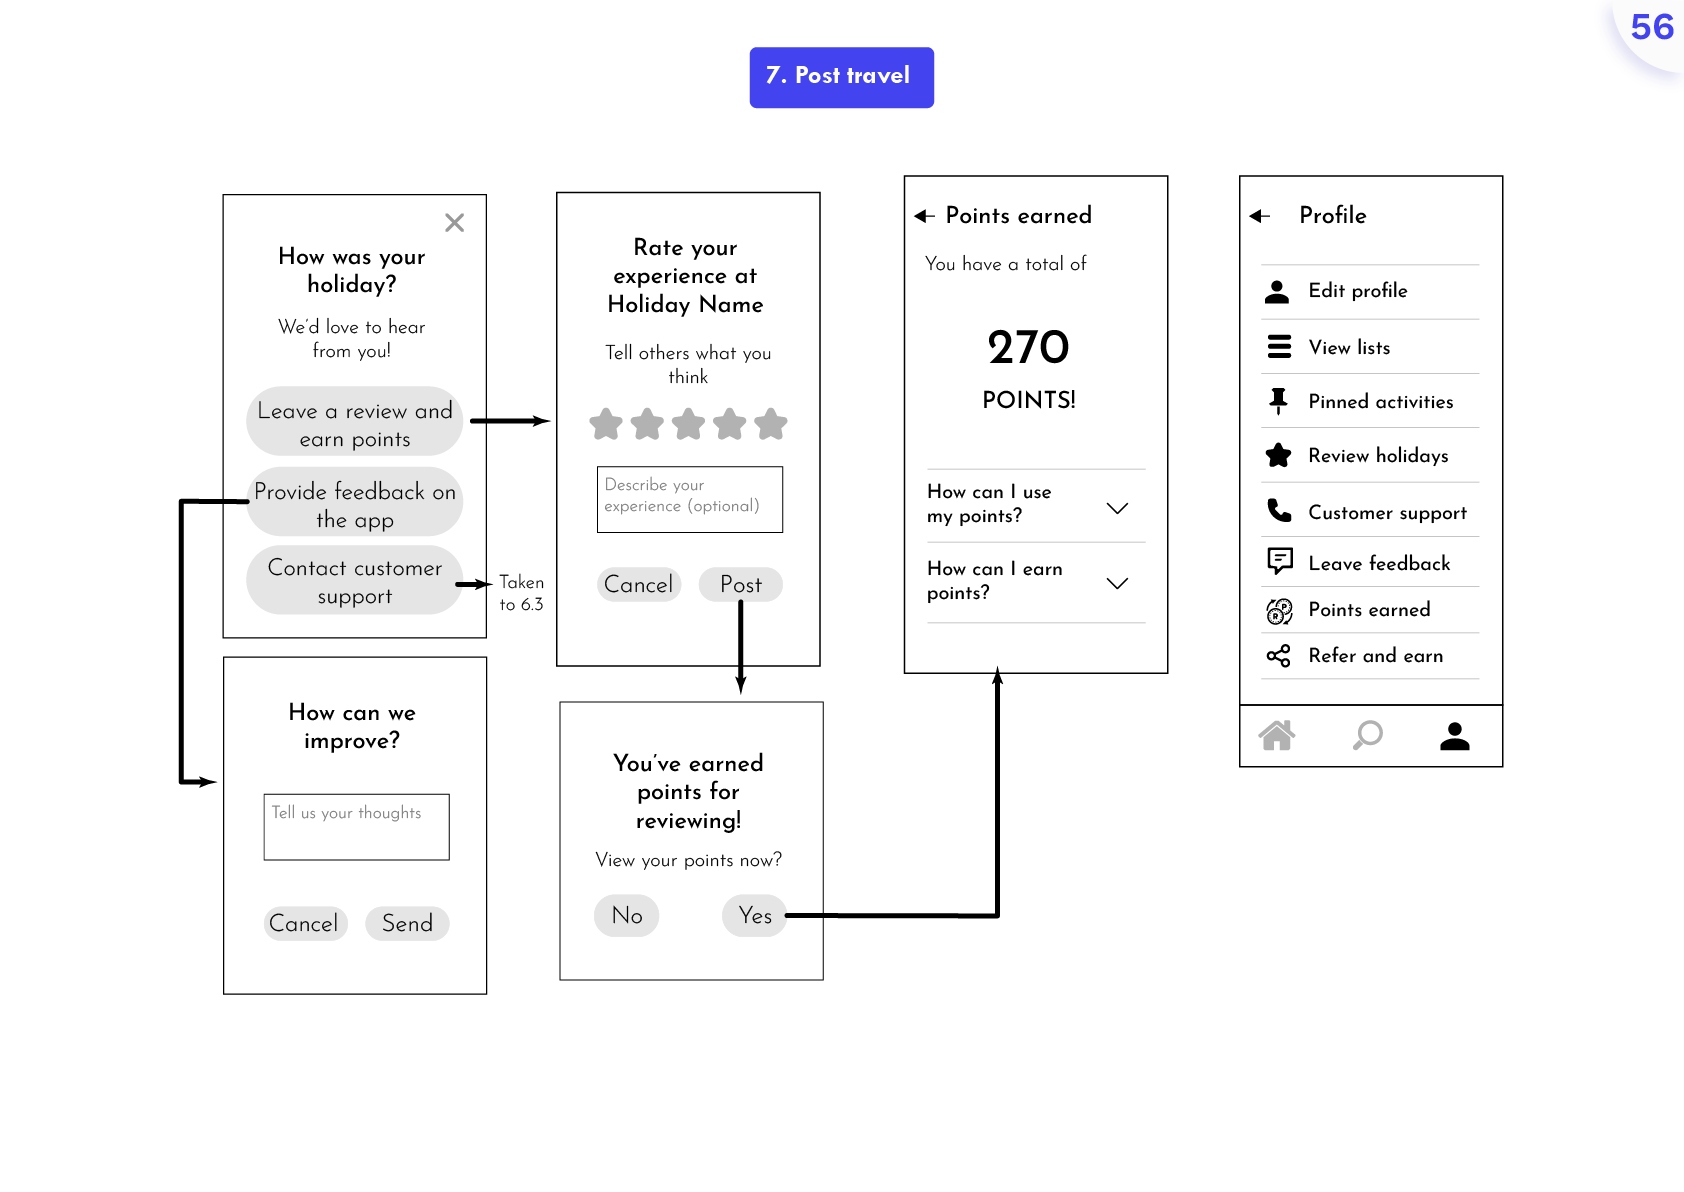 56
7. Post travel
How was your
holiday?
We'd love to hear
from you!
Leave a review and
earn points
Provide feedback on
the app
Contact customer
support
Taken
to 6.3
How can we
improve?
Tell us your thoughts
Cancel
Send
Rate your
experience at
Holiday Name
Tell others what you
think
Describe your
experience (optional)
Cancel
Post
You've earned
points for
reviewing!
View your points now?
No
Yes
Points earned
You have a total of
270
POINTS!
How can I use
my points?
How can I earn
points?
Profile
Edit profile
View lists
Pinned activities
Review holidays
Customer support
Leave feedback
Points earned
Refer and earn